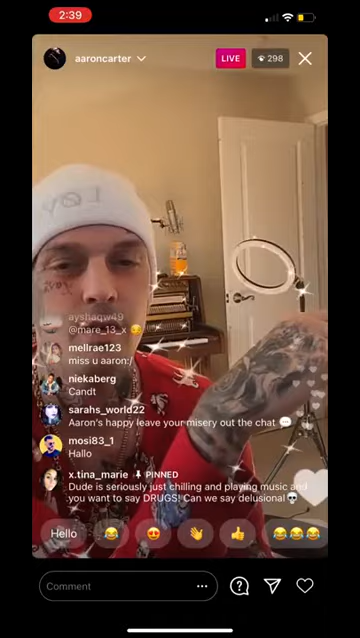 2:39
aaroncarter
LIVE
298
ayshaqw49
@mare_13_x 😏
mellrae123
miss u aaron:/
niekaberg
Candt
sarahs_world22
Aaron's happy leave your misery out the chat 💬
mosi83_1
Hallo
x.tina_marie PINNED
Dude is seriously just chilling and playing music and
you want to say DRUGS! Can we say delusional 💀
Hello 😂 😍 👋 👍 😂😂😂
Comment